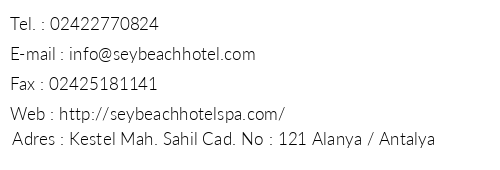 Tel. : 02422770824
E-mail : info@seybeachhotel.com
Fax : 02425181141
Web : http://seybeachhotelspa.com/
Adres : Kestel Mah. Sahil Cad. No : 121 Alanya / Antalya